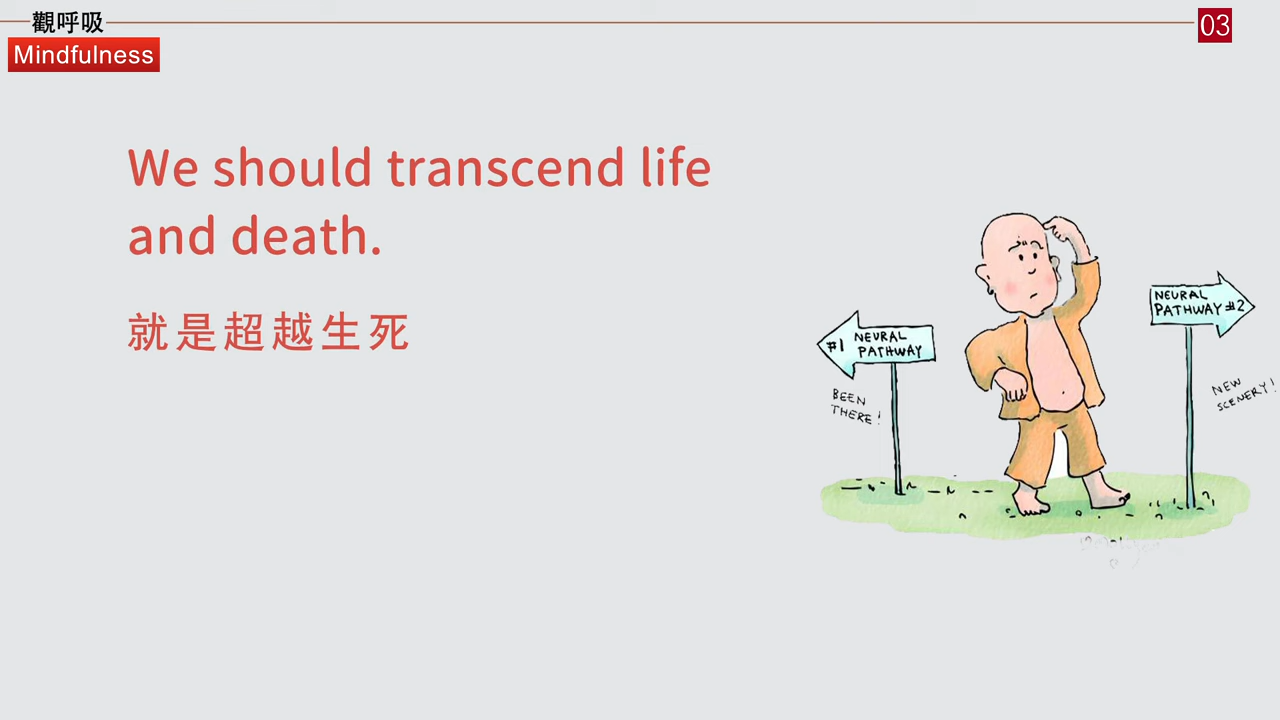 觀呼吸
03
Mindfulness
We should transcend life
and death.
就是超越生死
#1 NEURAL
PATHWAY
BEEN
THERE!
NEURAL
PATHWAY #2
NEW
SCENERY!